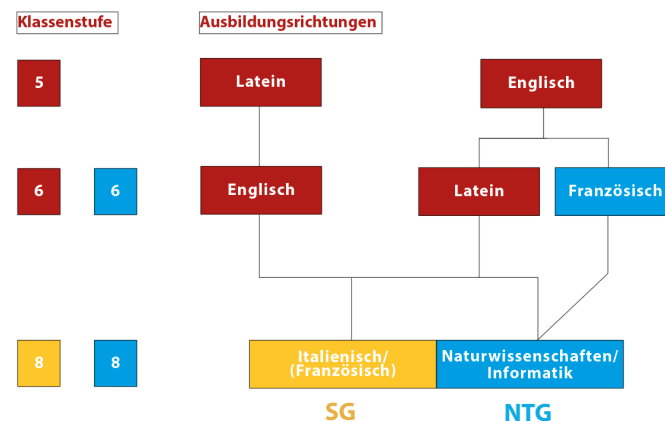 Klassenstufe
Ausbildungsrichtungen
5
Latein
Englisch
6
6
Englisch
Latein
Französisch
8
8
Italienisch/
(Französisch)
Naturwissenschaften/
Informatik
SG
NTG